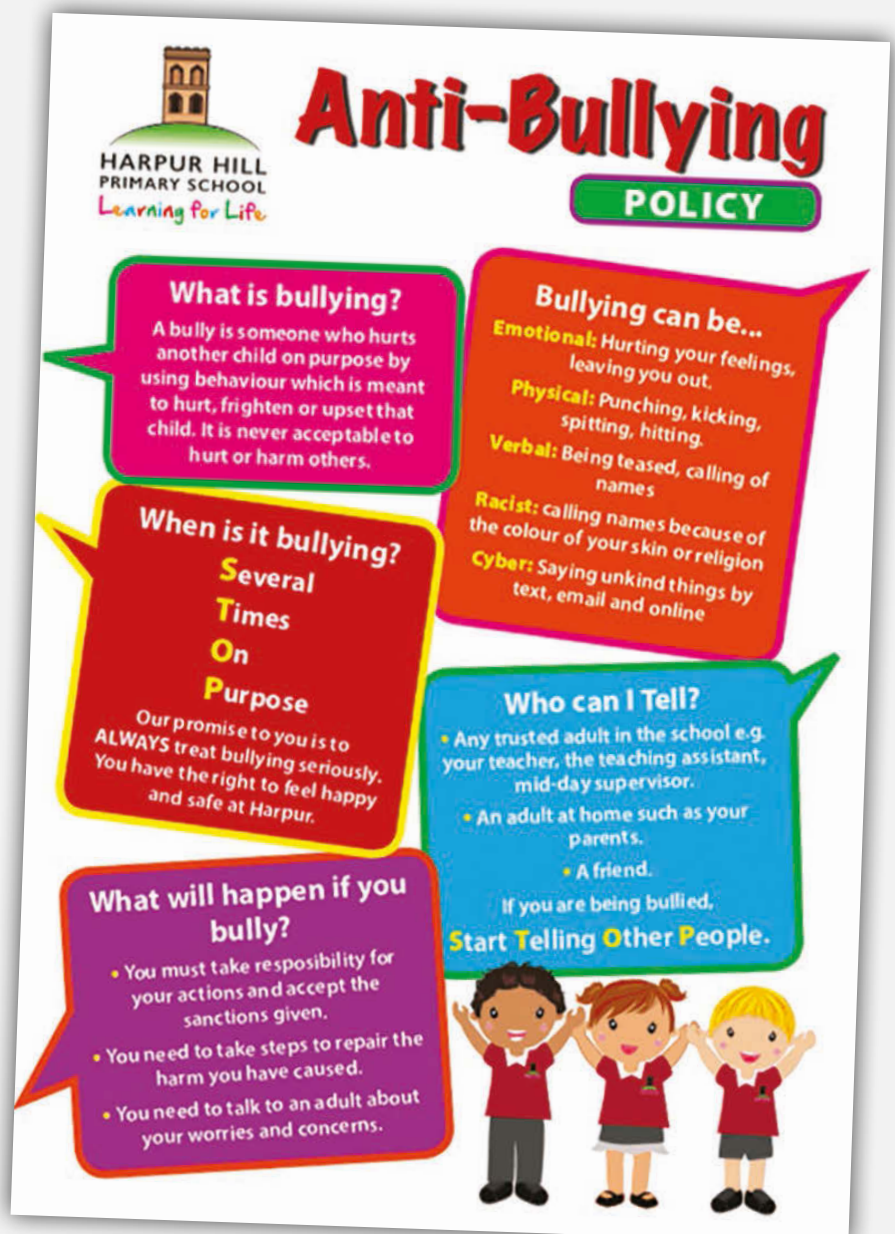 HARPUR HILL
PRIMARY SCHOOL
Learning for Life
Anti-Bullying
POLICY
What is bullying?
A bully is someone who hurts
another child on purpose by
using behaviour which is meant
to hurt, frighten or upset that
child. It is never acceptable to
hurt or harm others.
Bullying can be...
Emotional: Hurting your feelings,
leaving you out.
Physical: Punching, kicking,
spitting, hitting.
Verbal: Being teased, calling of
names
Racist: calling names because of
the colour of your skin or religion
Cyber: Saying unkind things by
text, email and online
When is it bullying?
Several
Times
On
Purpose
Our promise to you is to
ALWAYS treat bullying seriously.
You have the right to feel happy
and safe at Harpur.
Who can I Tell?
• Any trusted adult in the school e.g.
your teacher, the teaching assistant,
mid-day supervisor.
• An adult at home such as your
parents.
• A friend.
If you are being bullied,
Start Telling Other People.
What will happen if you
bully?
• You must take resposibility for
your actions and accept the
sanctions given.
• You need to take steps to repair the
harm you have caused.
• You need to talk to an adult about
your worries and concerns.